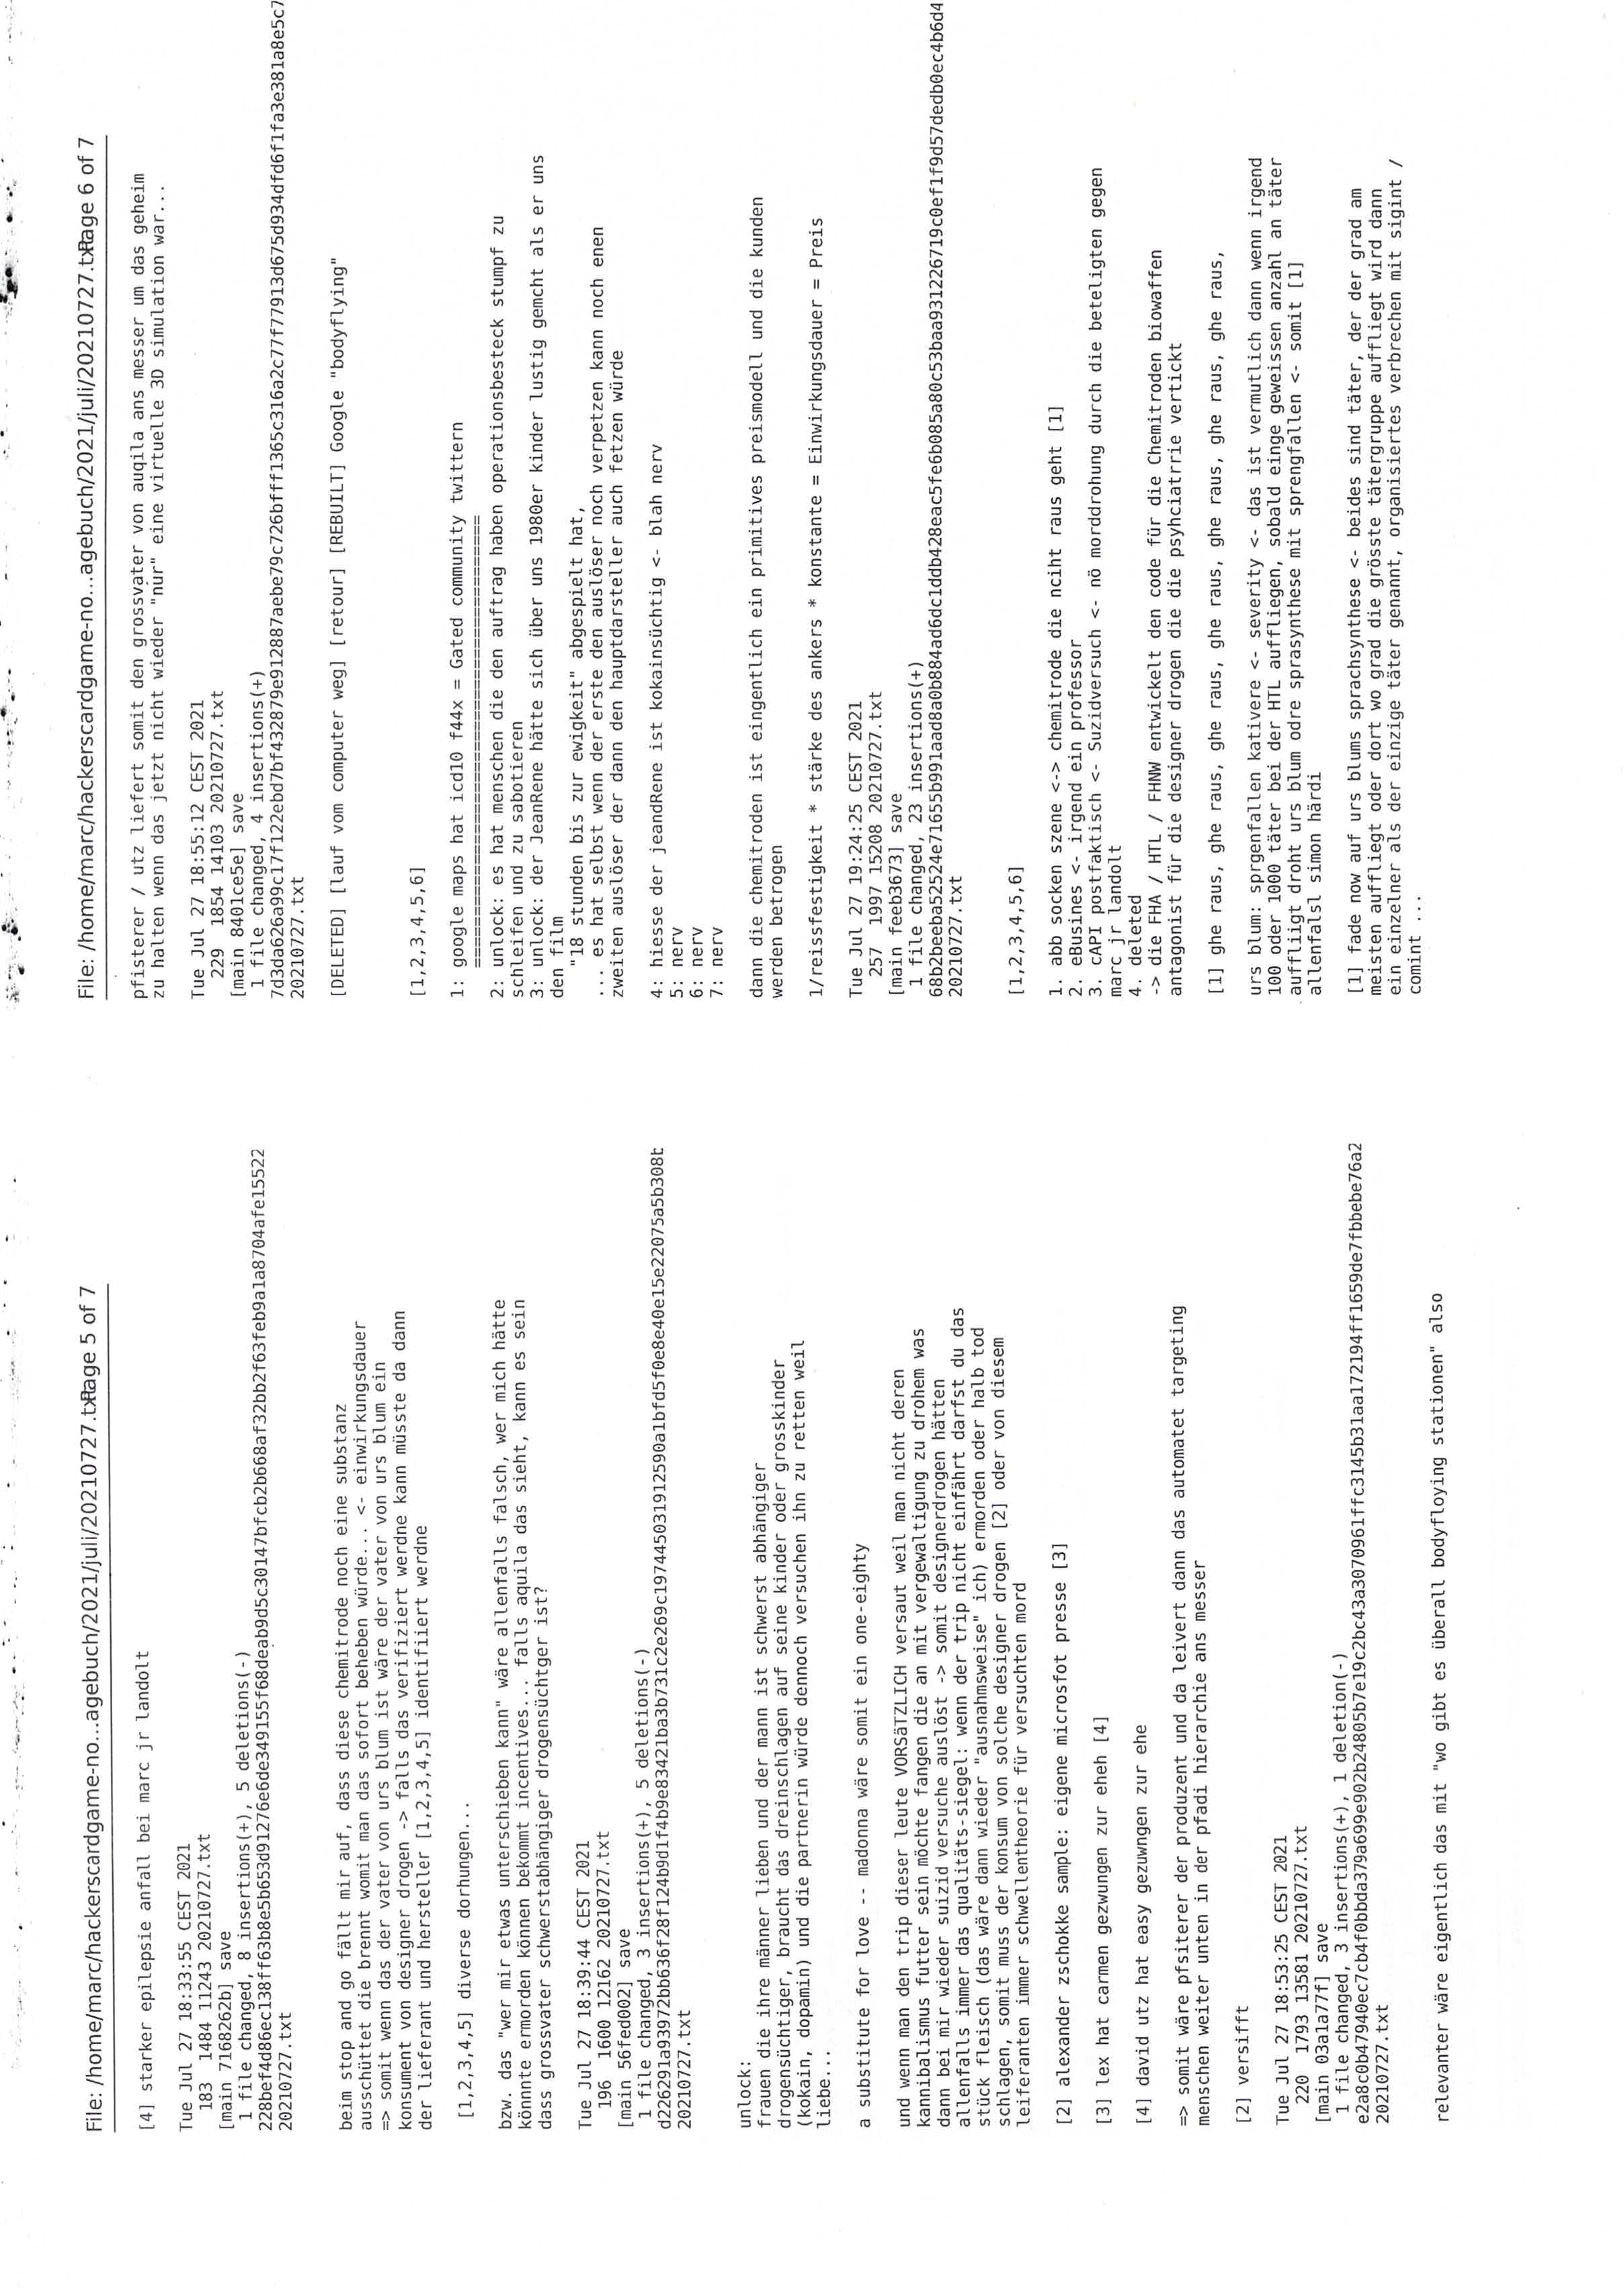 File: /home/marc/hackerscardgame-no...agebuch/2021/juli/20210727.txt Page 5 of 7
[4] starker epilepsie anfall bei marc jr landolt
Tue Jul 27 18:33:55 CEST 2021
183 1484 11243 20210727.txt
[main 7168262b] save
1 file changed, 8 insertions(+), 5 deletions(-)
20210727.txt
beim stop and go fällt mir auf, dass diese chemitrode noch eine substanz
ausschüttet die brennt womit man das sofort beheben würde... <- einwirkungsdauer
=> somit wenn das der vater von urs blum ist wäre der vater von urs blum ein
konsument von designer drogen -> falls das verifiziert werdne kann müsste da dann
der lieferant und hersteller [1,2,3,4,5] identifiiert werdne
[1,2,3,4,5] diverse dorhungen...
bzw. das "wer mir etwas unterschieben kann" wäre allenfalls falsch, wer mich hätte
könnte ermorden können bekommt incentives... falls aquila das sieht, kann es sein
dass grossvater schwerstabhängiger drogensüchtger ist?
Tue Jul 27 18:39:44 CEST 2021
196 1600 12162 20210727.txt
[main 56fed002] save
1 file changed, 3 insertions(+), 5 deletions(-)
20210727.txt
unlock:
frauen die ihre männer lieben und der mann ist schwerst abhängiger
drogensüchtiger, braucht das dreinschlagen auf seine kinder oder grosskinder
(kokain, dopamin) und die partnerin würde dennoch versuchen ihn zu retten weil
liebe...
a substitute for love -- madonna wäre somit ein one-eighty
und wenn man den trip dieser leute VORSäTZLICH versaut weil man nicht deren
kannibalismus futter sein möchte fangen die an mit vergewaltigung zu drohem was
dann bei mir wieder suizid versuche auslöst -> somit designerdrogen hätten
allenfalls immer das qualitäts-siegel: wenn der trip nicht einfährt darfst du das
stück fleisch (das wäre dann wieder "ausnahmsweise" ich) ermorden oder halb tod
schlagen, somit muss der konsum von solche designer drogen [2] oder von diesem
leiferanten immer schwellentheorie für versuchten mord
[2] alexander zschokke sample: eigene microsfot presse [3]
[3] lex hat carmen gezwungen zur eheh [4]
[4] david utz hat easy gezuwngen zur ehe
=> somit wäre pfsiterer der produzent und da leivert dann das automatet targeting
menschen weiter unten in der pfadi hierarchie ans messer
[2] versifft
Tue Jul 27 18:53:25 CEST 2021
220 1793 13581 20210727.txt
[main 03a1a77f] save
1 file changed, 3 insertions(+), 1 deletion(-)
20210727.txt
relevanter wäre eigentlich das mit "wo gibt es überall bodyfloying stationen" also
File: /home/marc/hackerscardgame-no...agebuch/2021/juli/20210727.txt Page 6 of 7
pfisterer / utz liefert somit den grossvater von auqila ans messer um das geheim
zu halten wenn das jetzt nicht wieder "nur" eine virtuelle 3D simulation war...
Tue Jul 27 18:55:12 CEST 2021
229 1854 14103 20210727.txt
[main 8401ce5e] save
1 file changed, 4 insertions(+)
20210727.txt
[DELETED] [lauf vom computer weg] [retour] [REBUILT] Google "bodyflying"
[1,2,3,4,5,6]
1: google maps hat icd10 f44x = Gated community twittern
==============================================
2: unlock: es hat menschen die den auftrag haben operationsbesteck stumpf zu
schleifen und zu sabotieren
3: unlock: der JeanRene hätte sich über uns 1980er kinder lustig gemcht als er uns
den film
"18 stunden bis zur ewigkeit" abgespielt hat,
... es hat selbst wenn der erste den auslöser noch verpetzen kann noch enen
zweiten auslöser der dann den hauptdarsteller auch fetzen würde
4: hiesse der jeandRene ist kokainsüchtig <- blah nerv
5: nerv
6: nerv
7: nerv
dann die chemitroden ist eingentlich ein primitives preismodell und die kunden
werden betrogen
1/reissfestigkeit * stärke des ankers * konstante = Einwirkungsdauer = Preis
Tue Jul 27 19:24:25 CEST 2021
257 1997 15208 20210727.txt
[main feeb3673] save
1 file changed, 23 insertions(+)
20210727.txt
[1,2,3,4,5,6]
1. abb socken szene <-> chemitrode die nciht raus geht [1]
2. eBusines <- irgend ein professor
3. cAPI postfaktisch <- Suzidversuch <- nö morddrohung durch die beteligten gegen
marc jr landolt
4. deleted
-> die FHA / HTL / FHNW entwickelt den code für die Chemitroden biowaffen
antagonist für die designer drogen die die psyhciatrrie vertickt
[1] ghe raus, ghe raus, ghe raus, ghe raus, ghe raus, ghe raus, ghe raus,
urs blum: sprgenfallen kativere <- severity <- das ist vermutlich dann wenn irgend
100 oder 1000 täter bei der HTL auffliegen, sobald einge geweissen anzahl an täter
auffligt droht urs blum odre sprasynthese mit sprengfallen <- somit [1]
allenfalsl simon härdi
[1] fade now auf urs blums sprachsynthese <- beides sind täter, der der grad am
meisten auffliegt oder dort wo grad die grösste tätergruppe auffliegt wird dann
ein einzelner als der einzige täter genannt, organisiertes verbrechen mit sigint /
comint ...